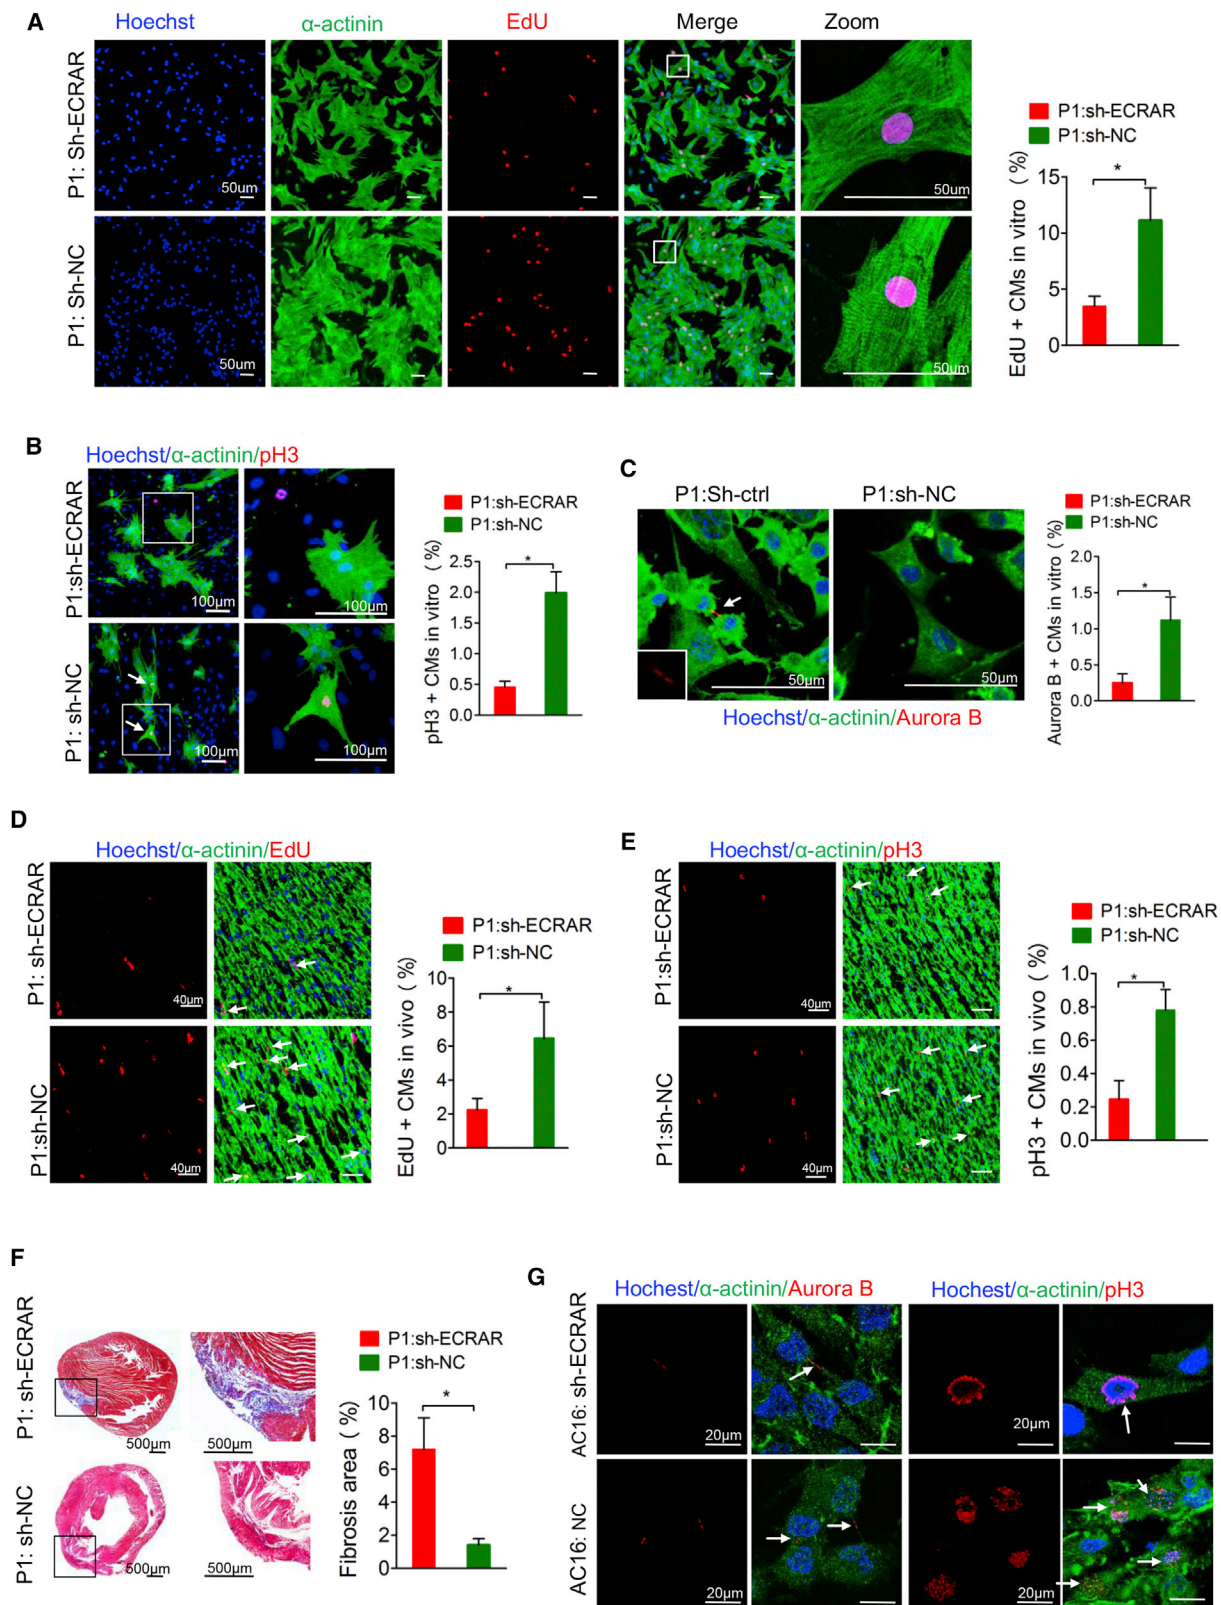 A
Hoechst
α-actinin
EdU
Merge
Zoom
P1: Sh-ECRAR
50um
50um
P1: Sh-NC
50um
50um
P1:sh-ECRAR
P1:sh-NC
EdU + CMs in vitro ( %)
*
15
10
5
0
B
Hoechst/α-actinin/pH3
P1:sh-ECRAR
100µm
100µm
P1: sh-NC
100µm
100µm
P1:sh-ECRAR
P1:sh-NC
pH3 + CMs in vitro ( %)
*
2.5
2.0
1.5
1.0
0.5
0.0
C
P1:Sh-ctrl
P1:sh-NC
50µm
50µm
Hoechst/α-actinin/Aurora B
P1:sh-ECRAR
P1:sh-NC
Aurora B + CMs in vitro ( %)
*
2.0
1.5
1.0
0.5
0.0
D
Hoechst/α-actinin/EdU
P1: sh-ECRAR
40µm
P1:sh-NC
40µm
P1:sh-ECRAR
P1:sh-NC
EdU + CMs in vivo ( %)
*
10
8
6
4
2
0
E
Hoechst/α-actinin/pH3
P1:sh-ECRAR
40µm
P1:sh-NC
40µm
P1:sh-ECRAR
P1:sh-NC
pH3 + CMs in vivo ( %)
*
1.0
0.8
0.6
0.4
0.2
0.0
F
P1: sh-ECRAR
500µm
500µm
P1: sh-NC
500µm
500µm
P1:sh-ECRAR
P1:sh-NC
Fibrosis area ( %)
*
10
8
6
4
2
0
G
Hochest/α-actinin/Aurora B
Hochest/α-actinin/pH3
AC16: sh-ECRAR
20µm
20µm
AC16: NC
20µm
20µm